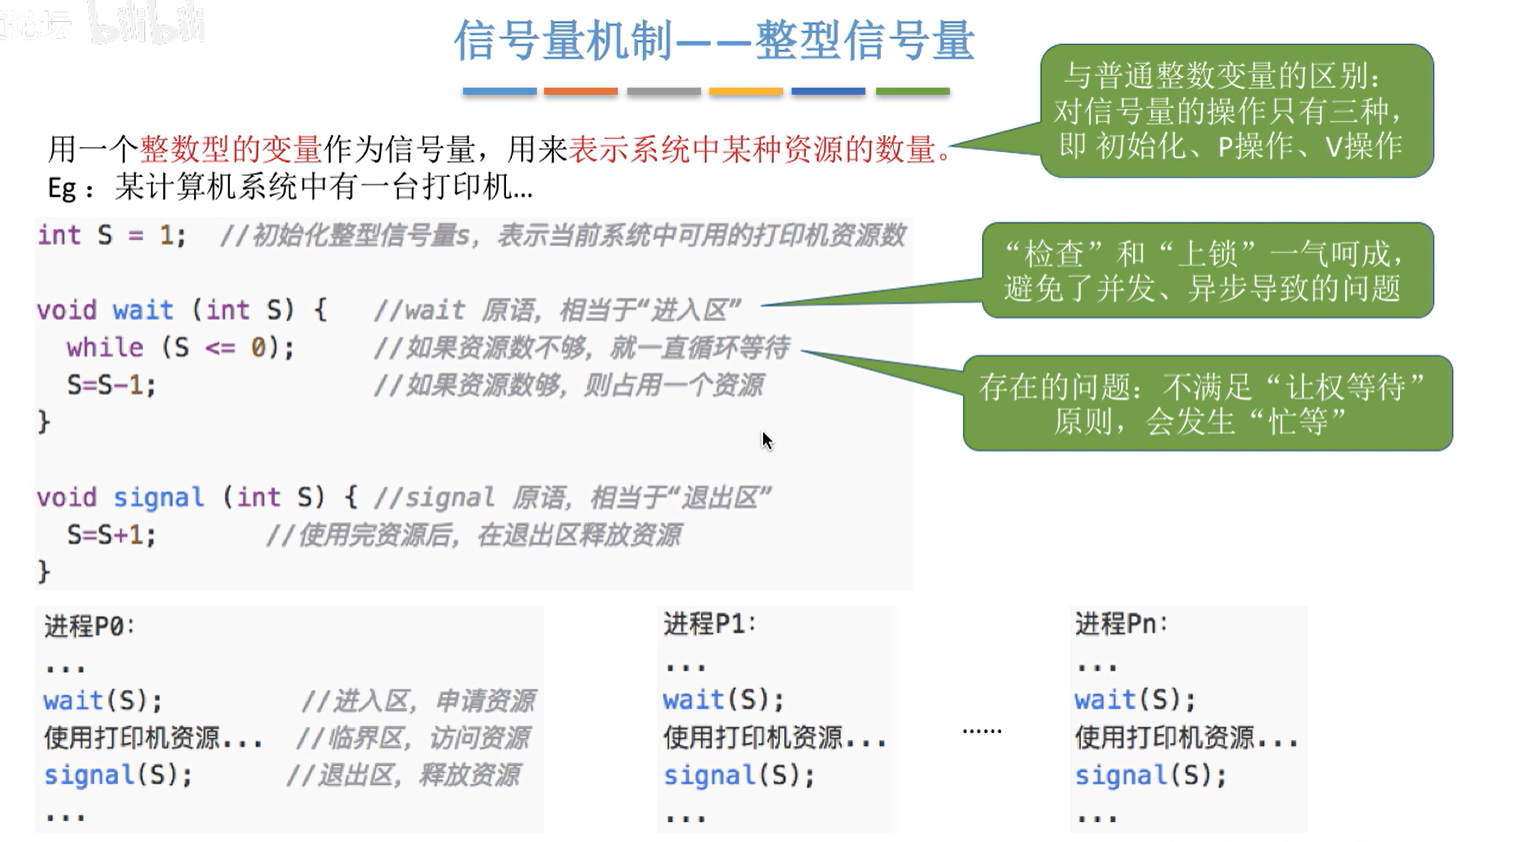 论坛 bilibili
信号量机制——整型信号量
与普通整数变量的区别：
对信号量的操作只有三种，
即 初始化、P操作、V操作
用一个整数型的变量作为信号量，用来表示系统中某种资源的数量。
Eg：某计算机系统中有一台打印机...
int S = 1;  //初始化整型信号量s，表示当前系统中可用的打印机资源数
void wait (int S) {   //wait 原语，相当于“进入区”
while (S <= 0);     //如果资源数不够，就一直循环等待
S=S-1;              //如果资源数够，则占用一个资源
}
“检查”和“上锁”一气呵成，
避免了并发、异步导致的问题
存在的问题：不满足“让权等待”
原则，会发生“忙等”
void signal (int S) { //signal 原语，相当于“退出区”
S=S+1;       //使用完资源后，在退出区释放资源
}
进程P0：
...
wait(S);         //进入区，申请资源
使用打印机资源...  //临界区，访问资源
signal(S);      //退出区，释放资源
...
进程P1：
...
wait(S);
使用打印机资源...
signal(S);
...
......
进程Pn：
...
wait(S);
使用打印机资源...
signal(S);
...